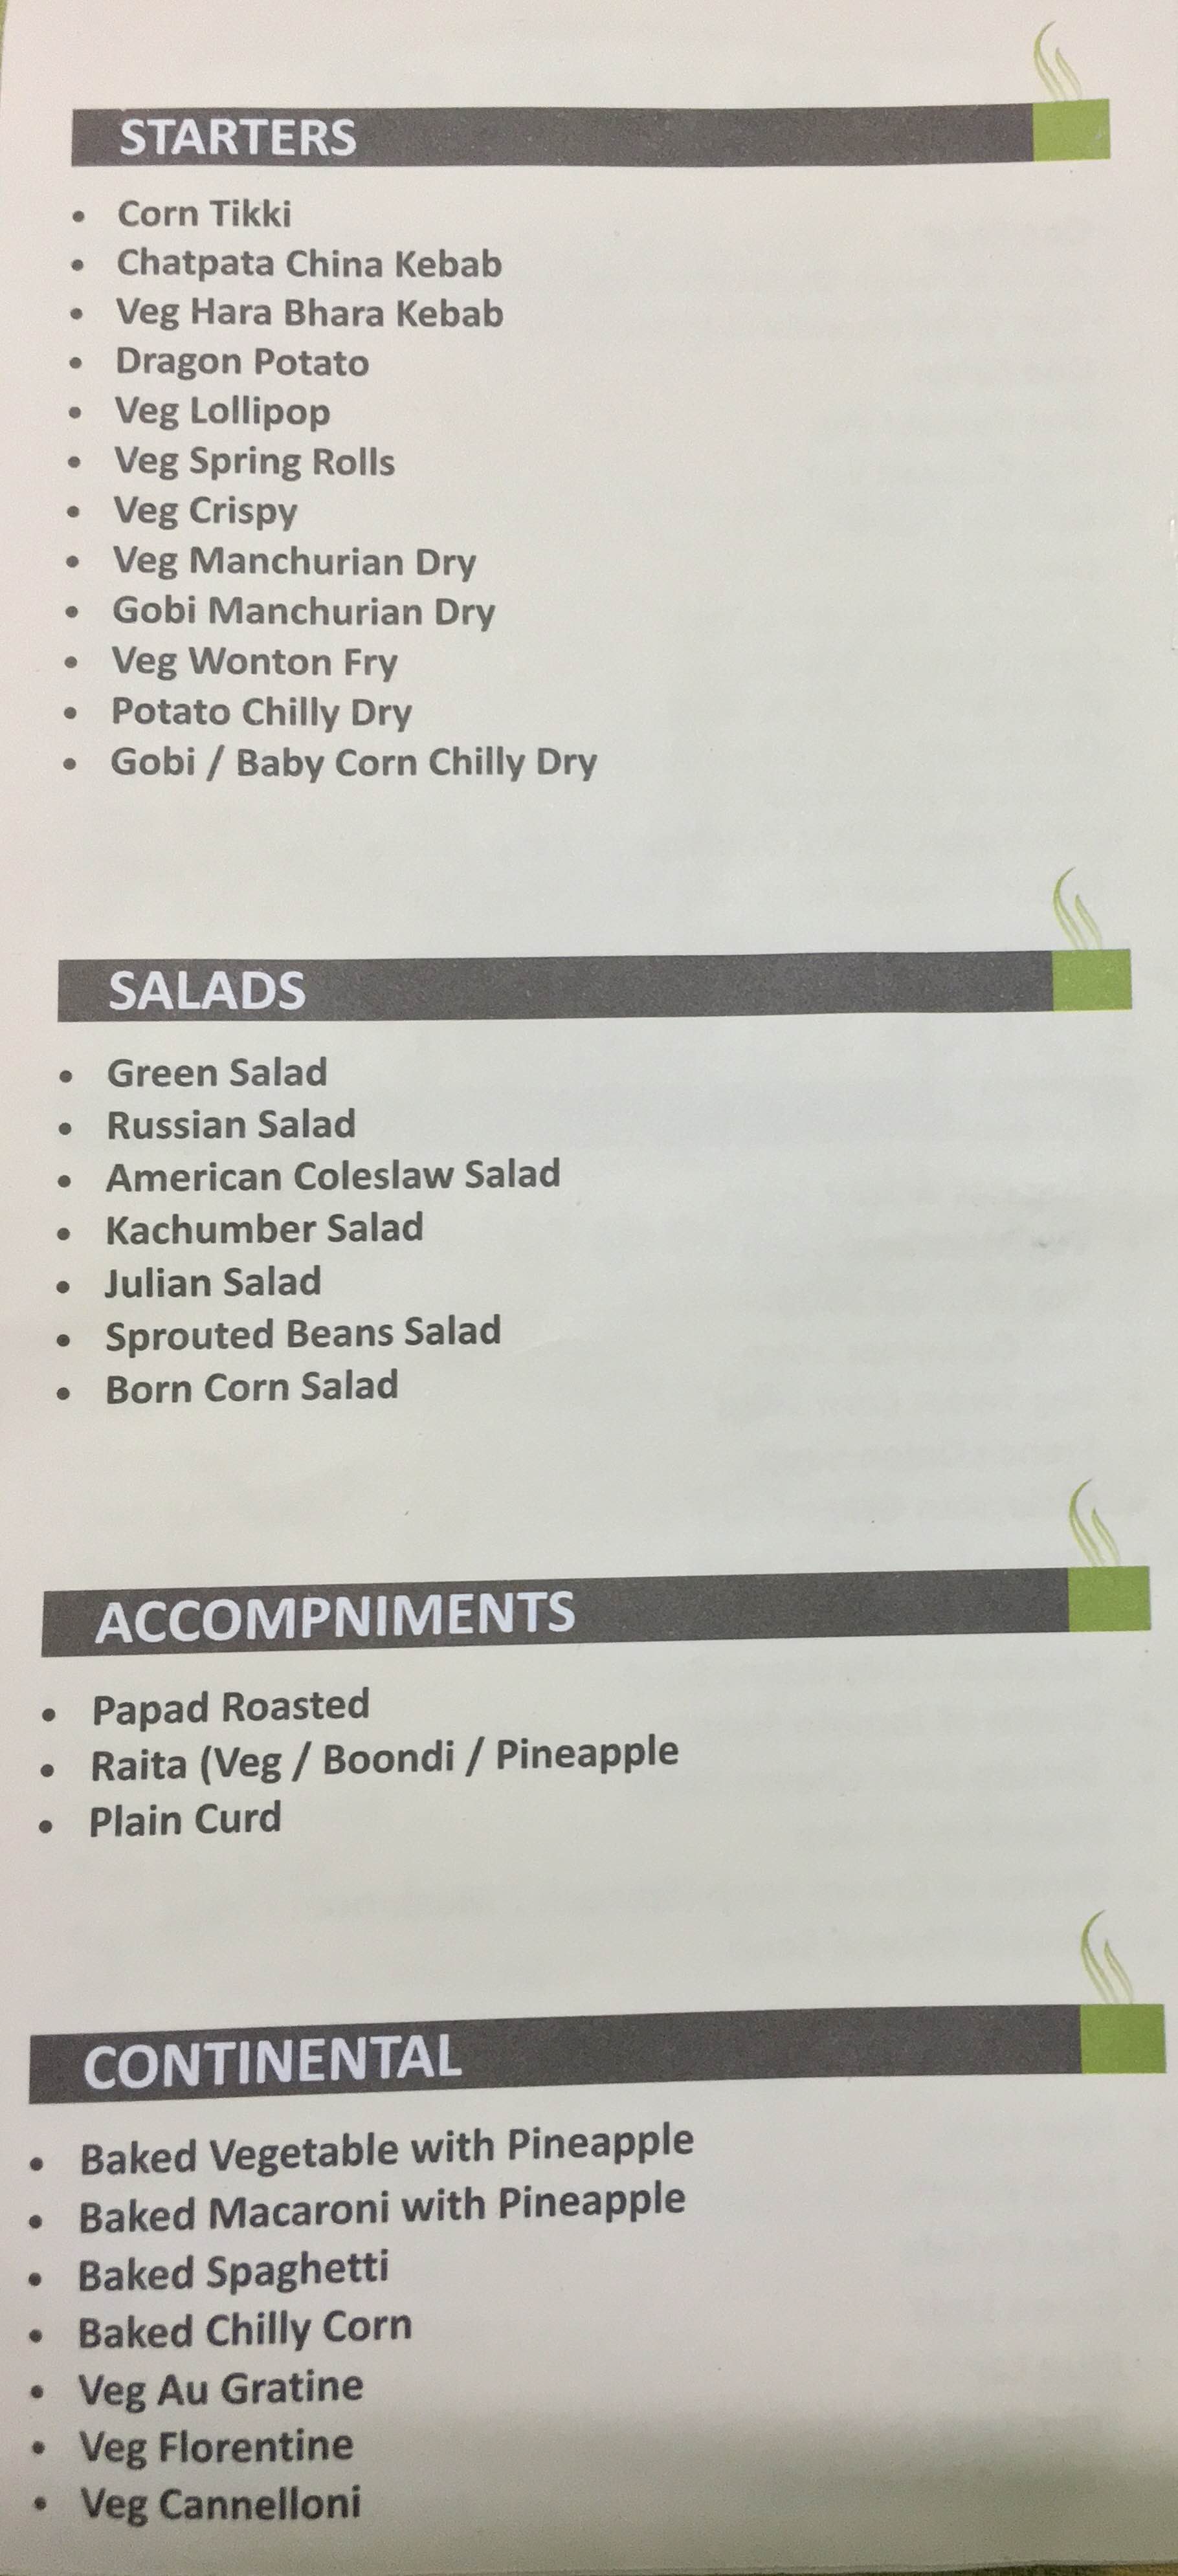 STARTERS
• Corn Tikki
• Chatpata China Kebab
• Veg Hara Bhara Kebab
• Dragon Potato
• Veg Lollipop
• Veg Spring Rolls
• Veg Crispy
• Veg Manchurian Dry
• Gobi Manchurian Dry
• Veg Wonton Fry
• Potato Chilly Dry
• Gobi / Baby Corn Chilly Dry
SALADS
• Green Salad
• Russian Salad
• American Coleslaw Salad
• Kachumber Salad
• Julian Salad
• Sprouted Beans Salad
• Born Corn Salad
ACCOMPNIMENTS
• Papad Roasted
• Raita (Veg / Boondi / Pineapple
• Plain Curd
CONTINENTAL
• Baked Vegetable with Pineapple
• Baked Macaroni with Pineapple
• Baked Spaghetti
• Baked Chilly Corn
• Veg Au Gratine
• Veg Florentine
• Veg Cannelloni